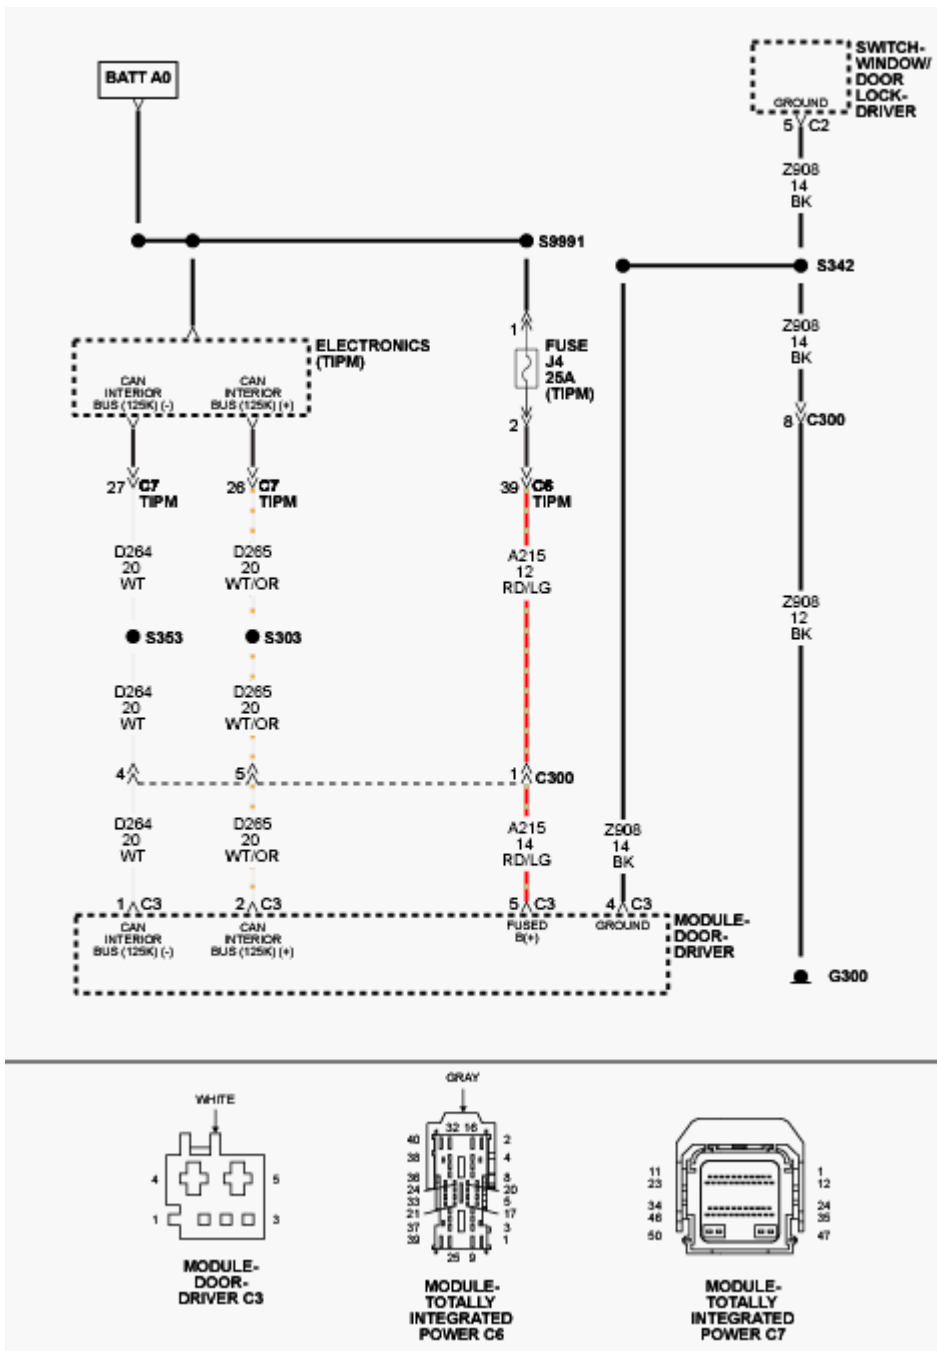 BATT A0
SWITCH-
WINDOW/
DOOR
LOCK-
DRIVER
GROUND
5 C2
Z908
14
BK
S9991
S342
1
ELECTRONICS
(TIPM)
FUSE
J4
25A
(TIPM)
Z908
14
BK
CAN
INTERIOR
BUS (125K) (-)
CAN
INTERIOR
BUS (125K) (+)
2
8 C300
27 C7
TIPM
26 C7
TIPM
39 C6
TIPM
D264
20
WT
D265
20
WT/OR
A215
12
RD/LG
Z908
12
BK
S353
S303
D264
20
WT
D265
20
WT/OR
4
5
1 C300
D264
20
WT
D265
20
WT/OR
A215
14
RD/LG
Z908
14
BK
1 C3
2 C3
5 C3
4 C3
CAN
INTERIOR
BUS (125K) (-)
CAN
INTERIOR
BUS (125K) (+)
FUSED
B(+)
GROUND
MODULE-
DOOR-
DRIVER
G300
WHITE
4 5
1 3
MODULE-
DOOR-
DRIVER C3
GRAY
32 16
40 2
38 4
36 8
24 20
33 5
21 17
37 3
39 1
25 9
MODULE-
TOTALLY
INTEGRATED
POWER C6
11 1
23 12
34 24
46 35
50 47
MODULE-
TOTALLY
INTEGRATED
POWER C7